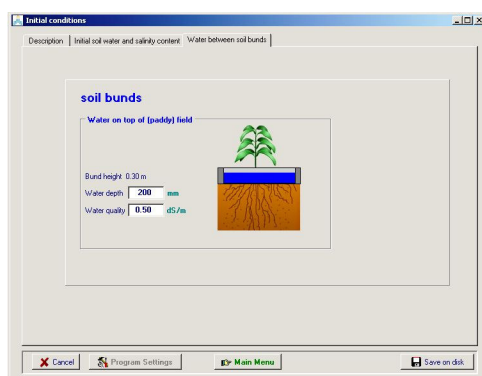 Initial conditions
Description Initial soil water and salinity content Water between soil bunds
soil bunds
Water on top of (paddy) field
Bund height 0.30 m
Water depth 200 mm
Water quality 0.50 dS/m
Cancel Program Settings Main Menu Save on disk